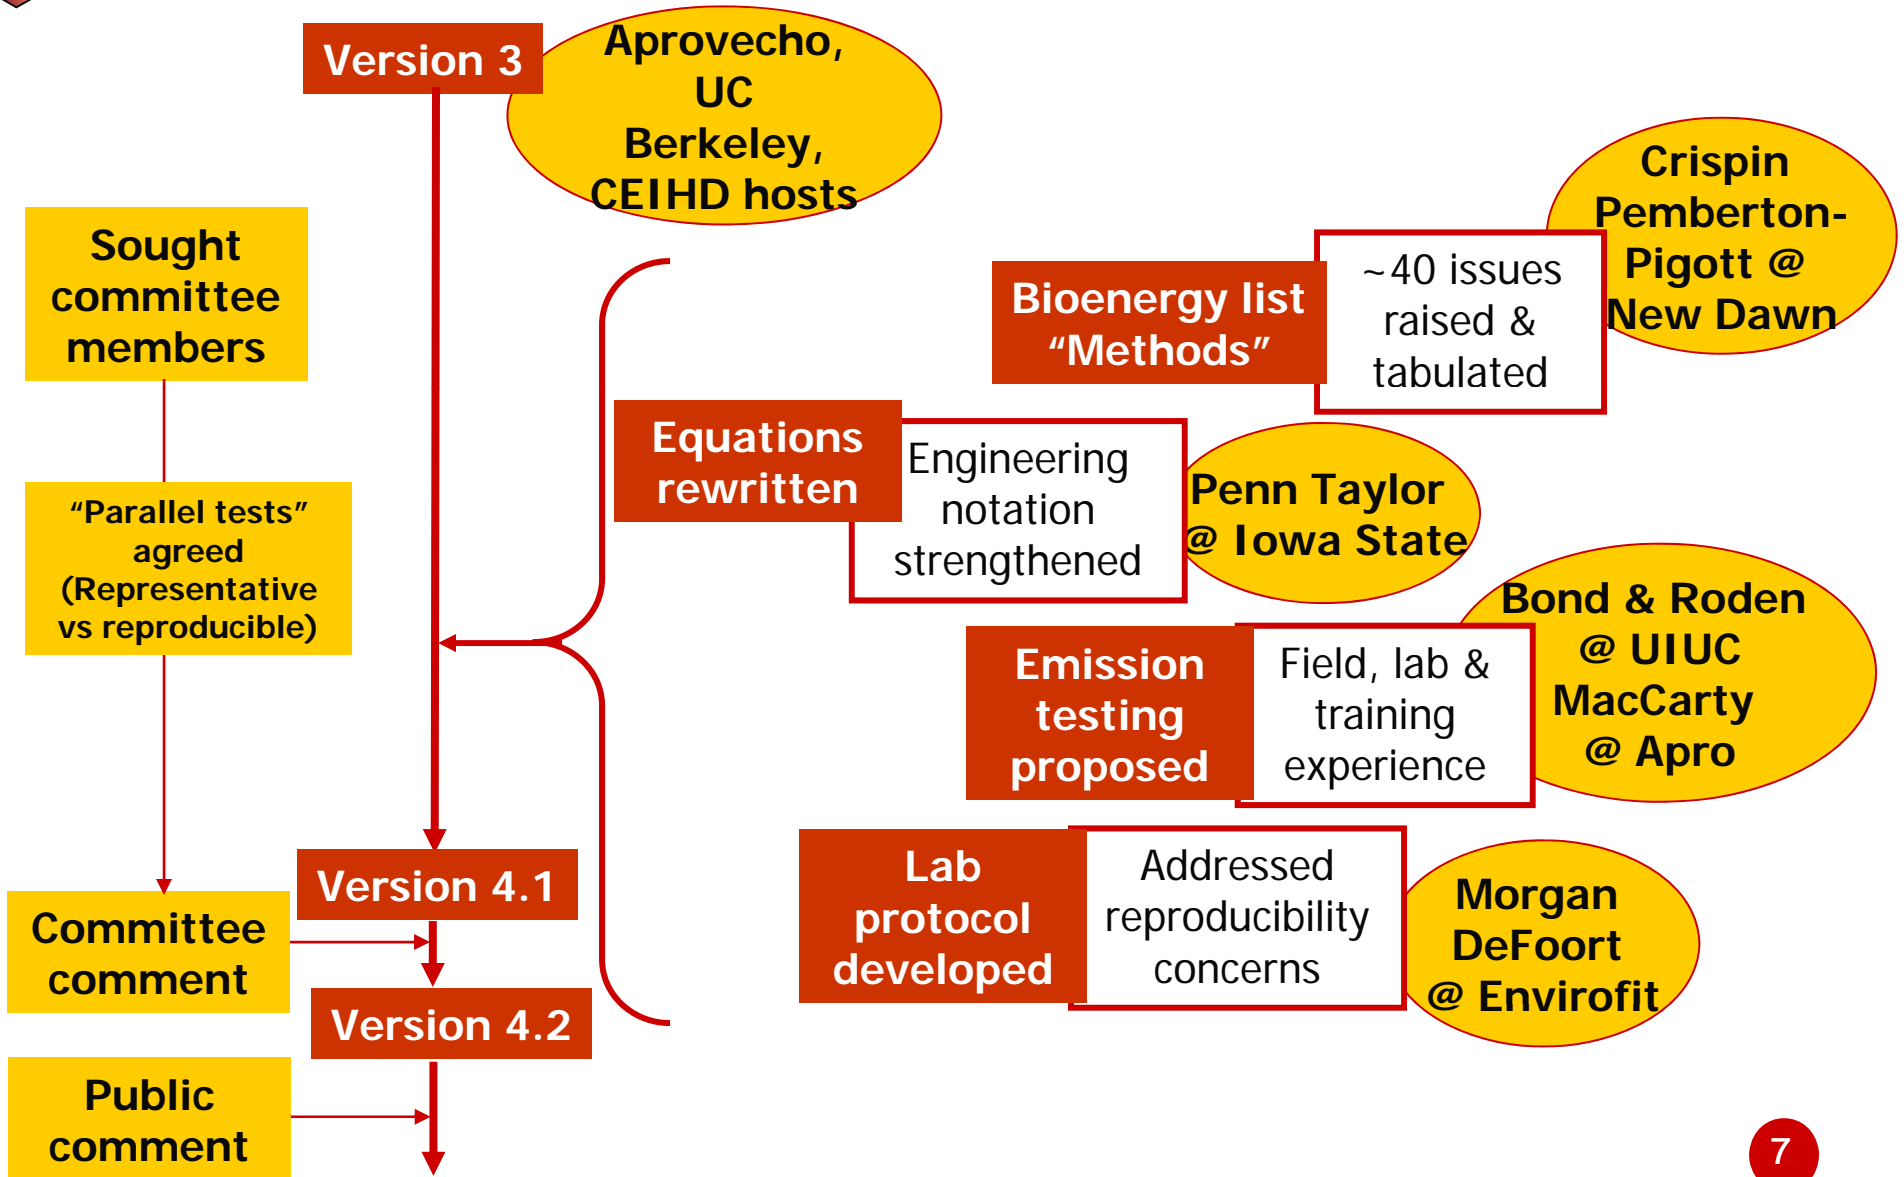 Version 3
Aprovecho,
UC
Berkeley,
CEIHD hosts
Sought
committee
members
“Parallel tests”
agreed
(Representative
vs reproducible)
Bioenergy list
“Methods”
~40 issues
raised &
tabulated
Crispin
Pemberton-
Pigott @
New Dawn
Equations
rewritten
Engineering
notation
strengthened
Penn Taylor
@ Iowa State
Emission
testing
proposed
Field, lab &
training
experience
Bond & Roden
@ UIUC
MacCarty
@ Apro
Lab
protocol
developed
Addressed
reproducibility
concerns
Morgan
DeFoort
@ Envirofit
Version 4.1
Committee
comment
Version 4.2
Public
comment
7